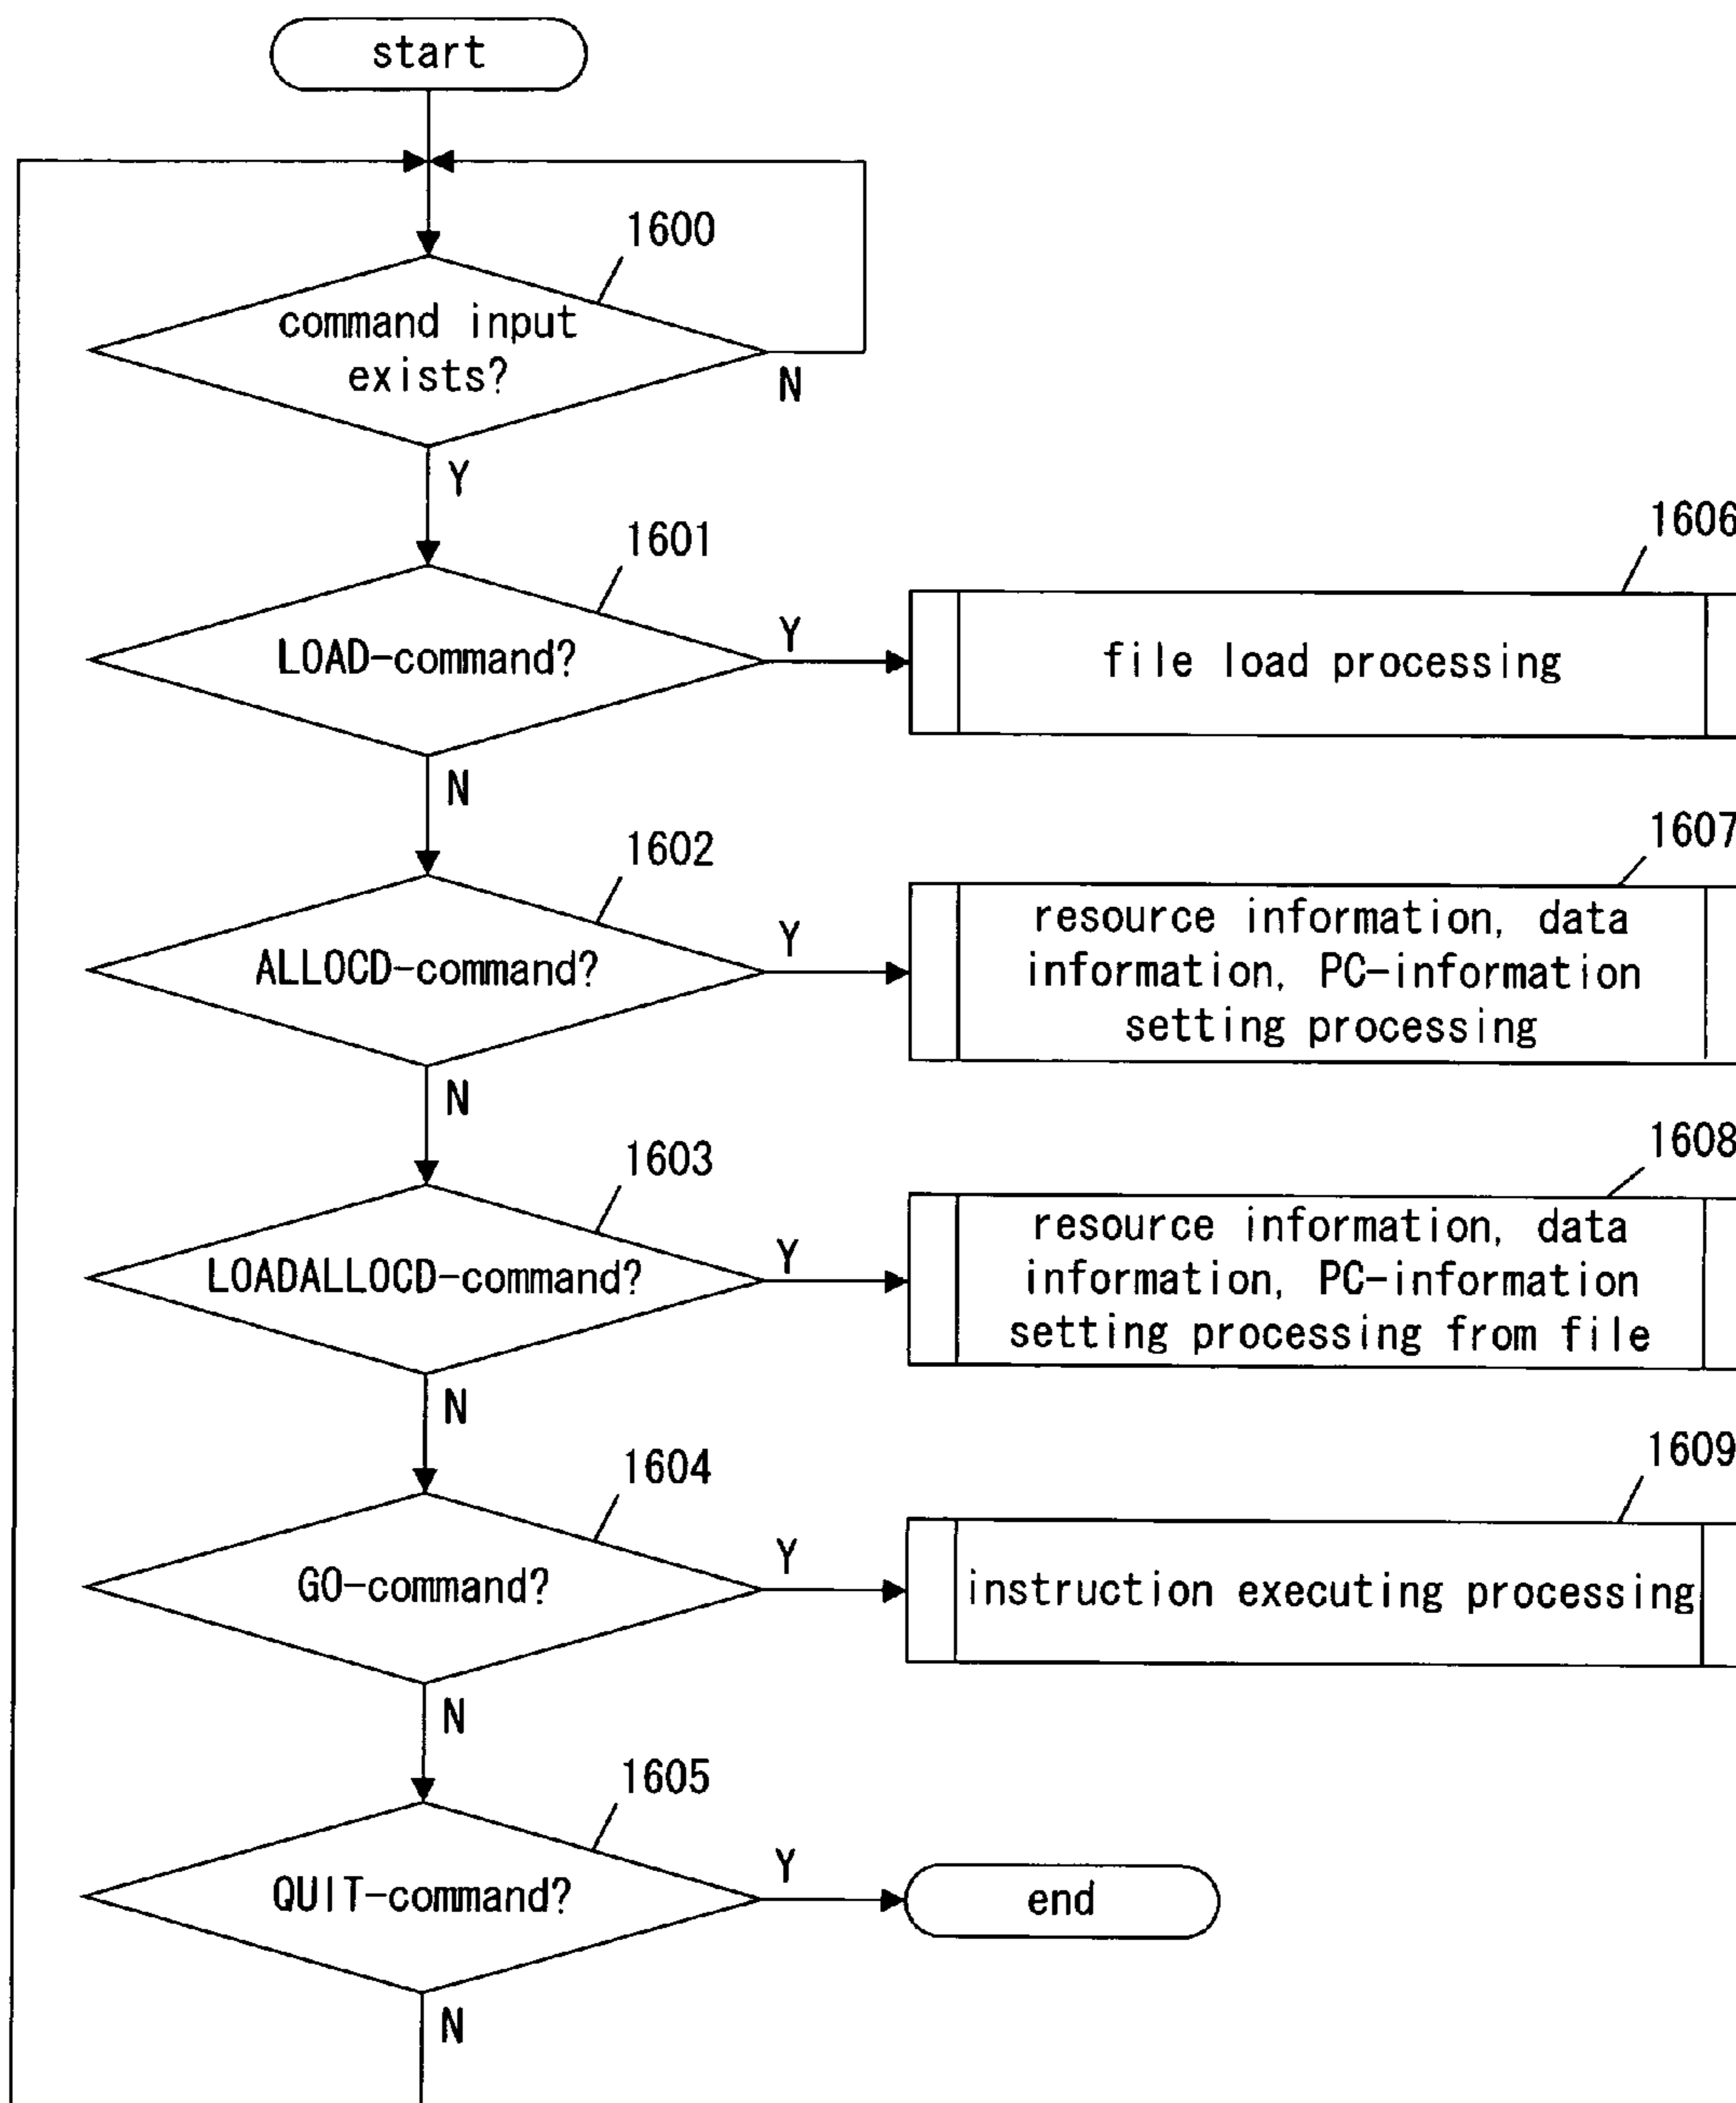 start
1600
command input
exists?
N
Y
1601
1606
LOAD-command?
Y
file load processing
N
1602
1607
ALLOCD-command?
Y
resource information, data
information, PC-information
setting processing
N
1603
1608
LOADALLOCD-command?
Y
resource information, data
information, PC-information
setting processing from file
N
1604
1609
GO-command?
Y
instruction executing processing
N
1605
QUIT-command?
Y
end
N